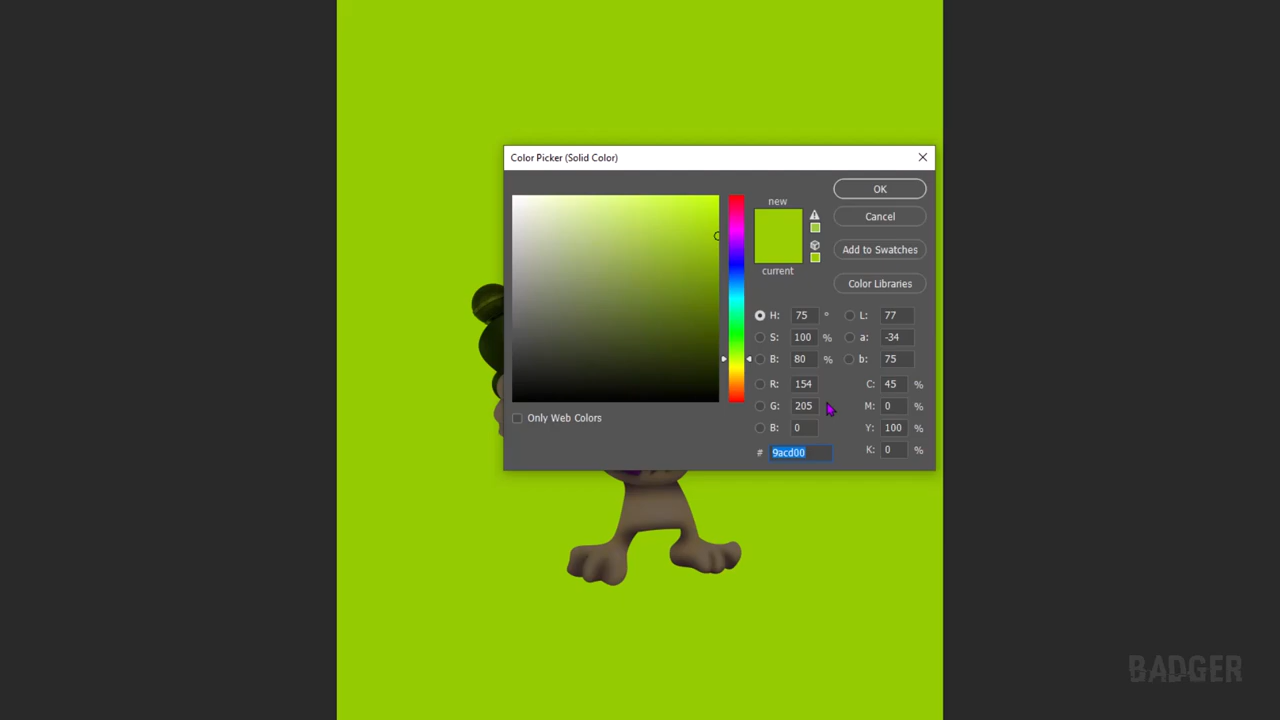 Color Picker (Solid Color)
new
current
OK
Cancel
Add to Swatches
Color Libraries
H: 75 °
S: 100 %
B: 80 %
R: 154
G: 205
B: 0
# 9acd00
L: 77
a: -34
b: 75
C: 45 %
M: 0 %
Y: 100 %
K: 0 %
Only Web Colors
BADGER